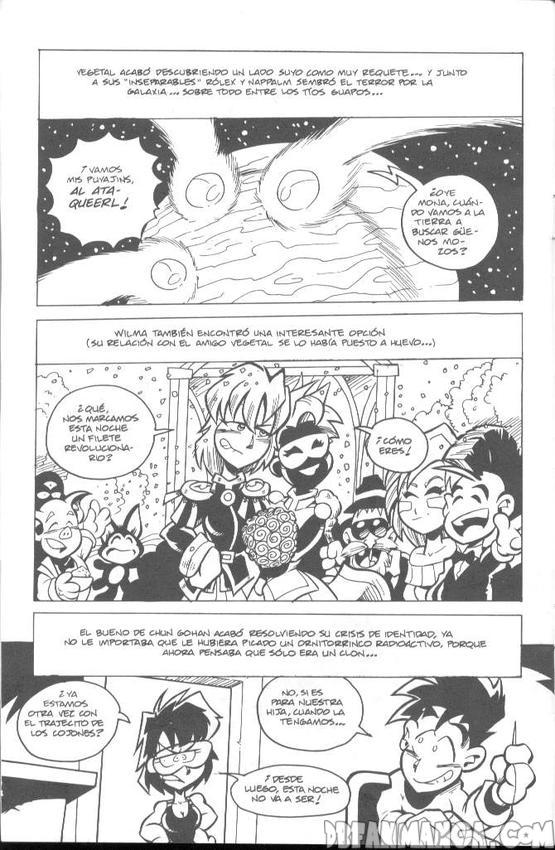 VEGETAL ACABÓ DESCUBRIENDO UN LADO SUYO COMO MUY REQUETE... Y JUNTO
A SUS "INSEPARABLES" RÓLEX Y NAPPALM SEMBRÓ EL TERROR POR LA
GALAXIA... SOBRE TODO ENTRE LOS TÍOS GUAPOS...
¡VAMOS
MIS PUYAJINS,
AL ATA-
QUEERL!
¿OYE
MONA, CUÁN-
DO VAMOS A LA
TIERRA A
BUSCAR GÜE-
NOS MO-
ZOS?
WILMA TAMBIÉN ENCONTRÓ UNA INTERESANTE OPCIÓN
(SU RELACIÓN CON EL AMIGO VEGETAL SE LO HABÍA PUESTO A HUEVO...)
¿QUÉ,
NOS MARCAMOS
ESTA NOCHE
UN FILETE
REVOLUCIONA-
RIO?
¡CÓMO
ERES!
EL BUENO DE CHUN GOHAN ACABÓ RESOLVIENDO SU CRISIS DE IDENTIDAD, YA
NO LE IMPORTABA QUE LE HUBIERA PICADO UN ORNITORRINCO RADIOACTIVO, PORQUE
AHORA PENSABA QUE SÓLO ERA UN CLON...
¿YA
ESTAMOS
OTRA VEZ CON
EL TRAJECITO DE
LOS COJONES?
NO, SI ES
PARA NUESTRA
HIJA, CUANDO LA
TENGAMOS...
¡DESDE
LUEGO, ESTA NOCHE
NO VA A SER!
DREAMMANGA.COM